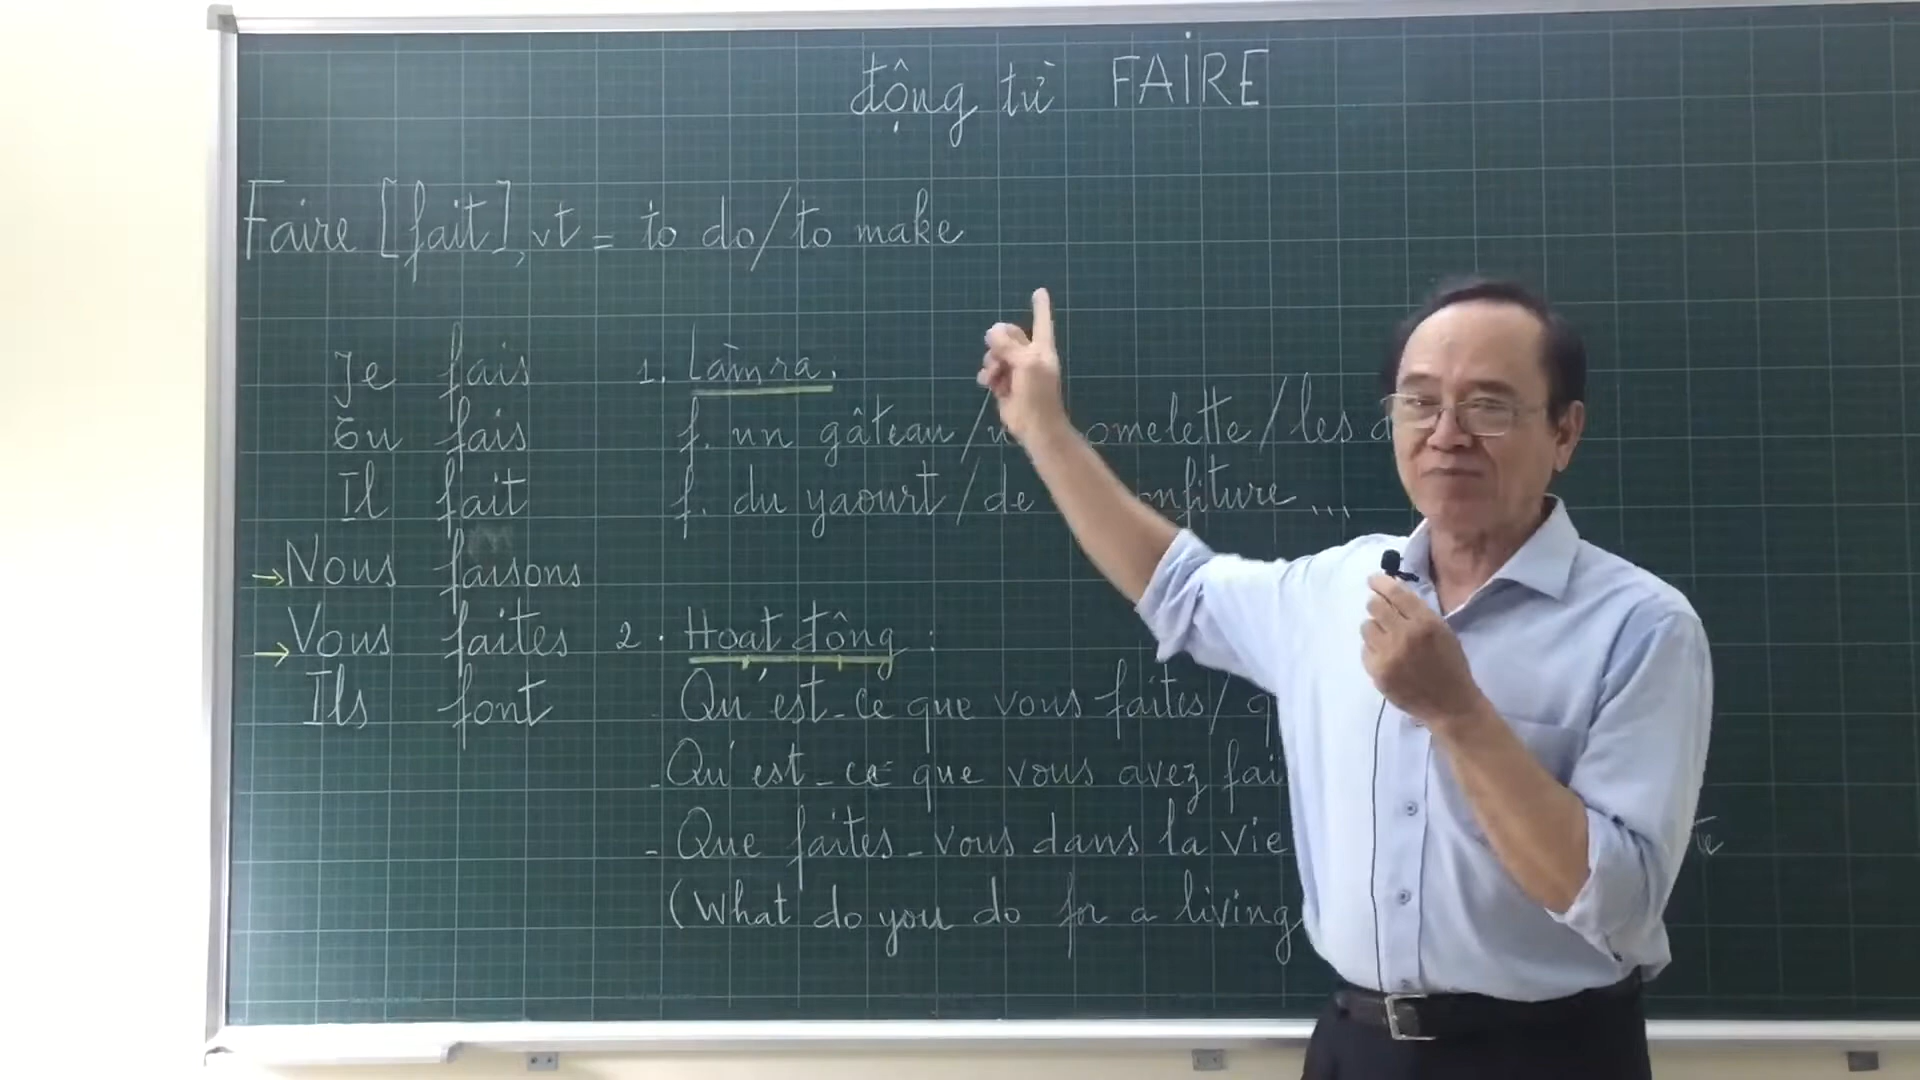 động từ FAIRE
Faire [fait], vt = to do/to make
Je fais
Tu fais
Il fait
→ Nous faisons
→ Vous faites
Ils font
1. Làm ra:
f. un gâteau/ omelette/les
f. du yaourt/de ...
2. Hoạt động:
- Qu'est-ce que vous faites/
- Qu'est-ce que vous avez
- Que faites-vous dans la vie
(What do you do for a living